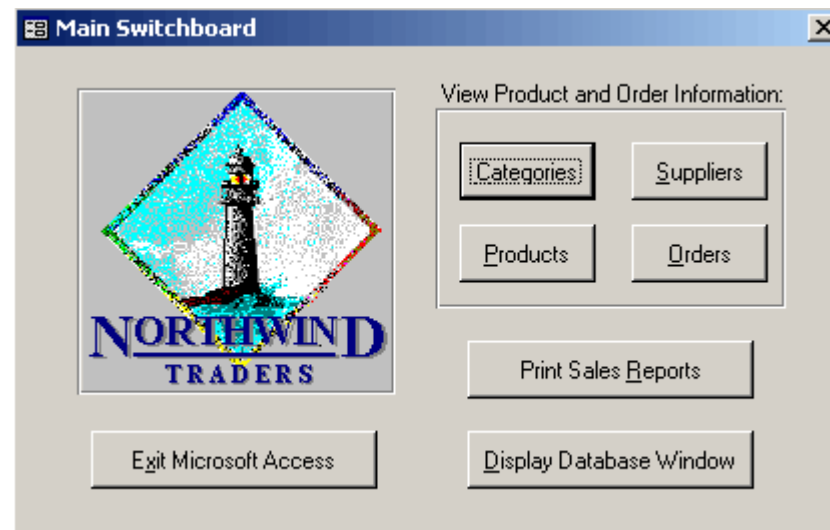 Main Switchboard
View Product and Order Information:
Categories
Suppliers
Products
Orders
NORTHWIND
TRADERS
Print Sales Reports
Exit Microsoft Access
Display Database Window